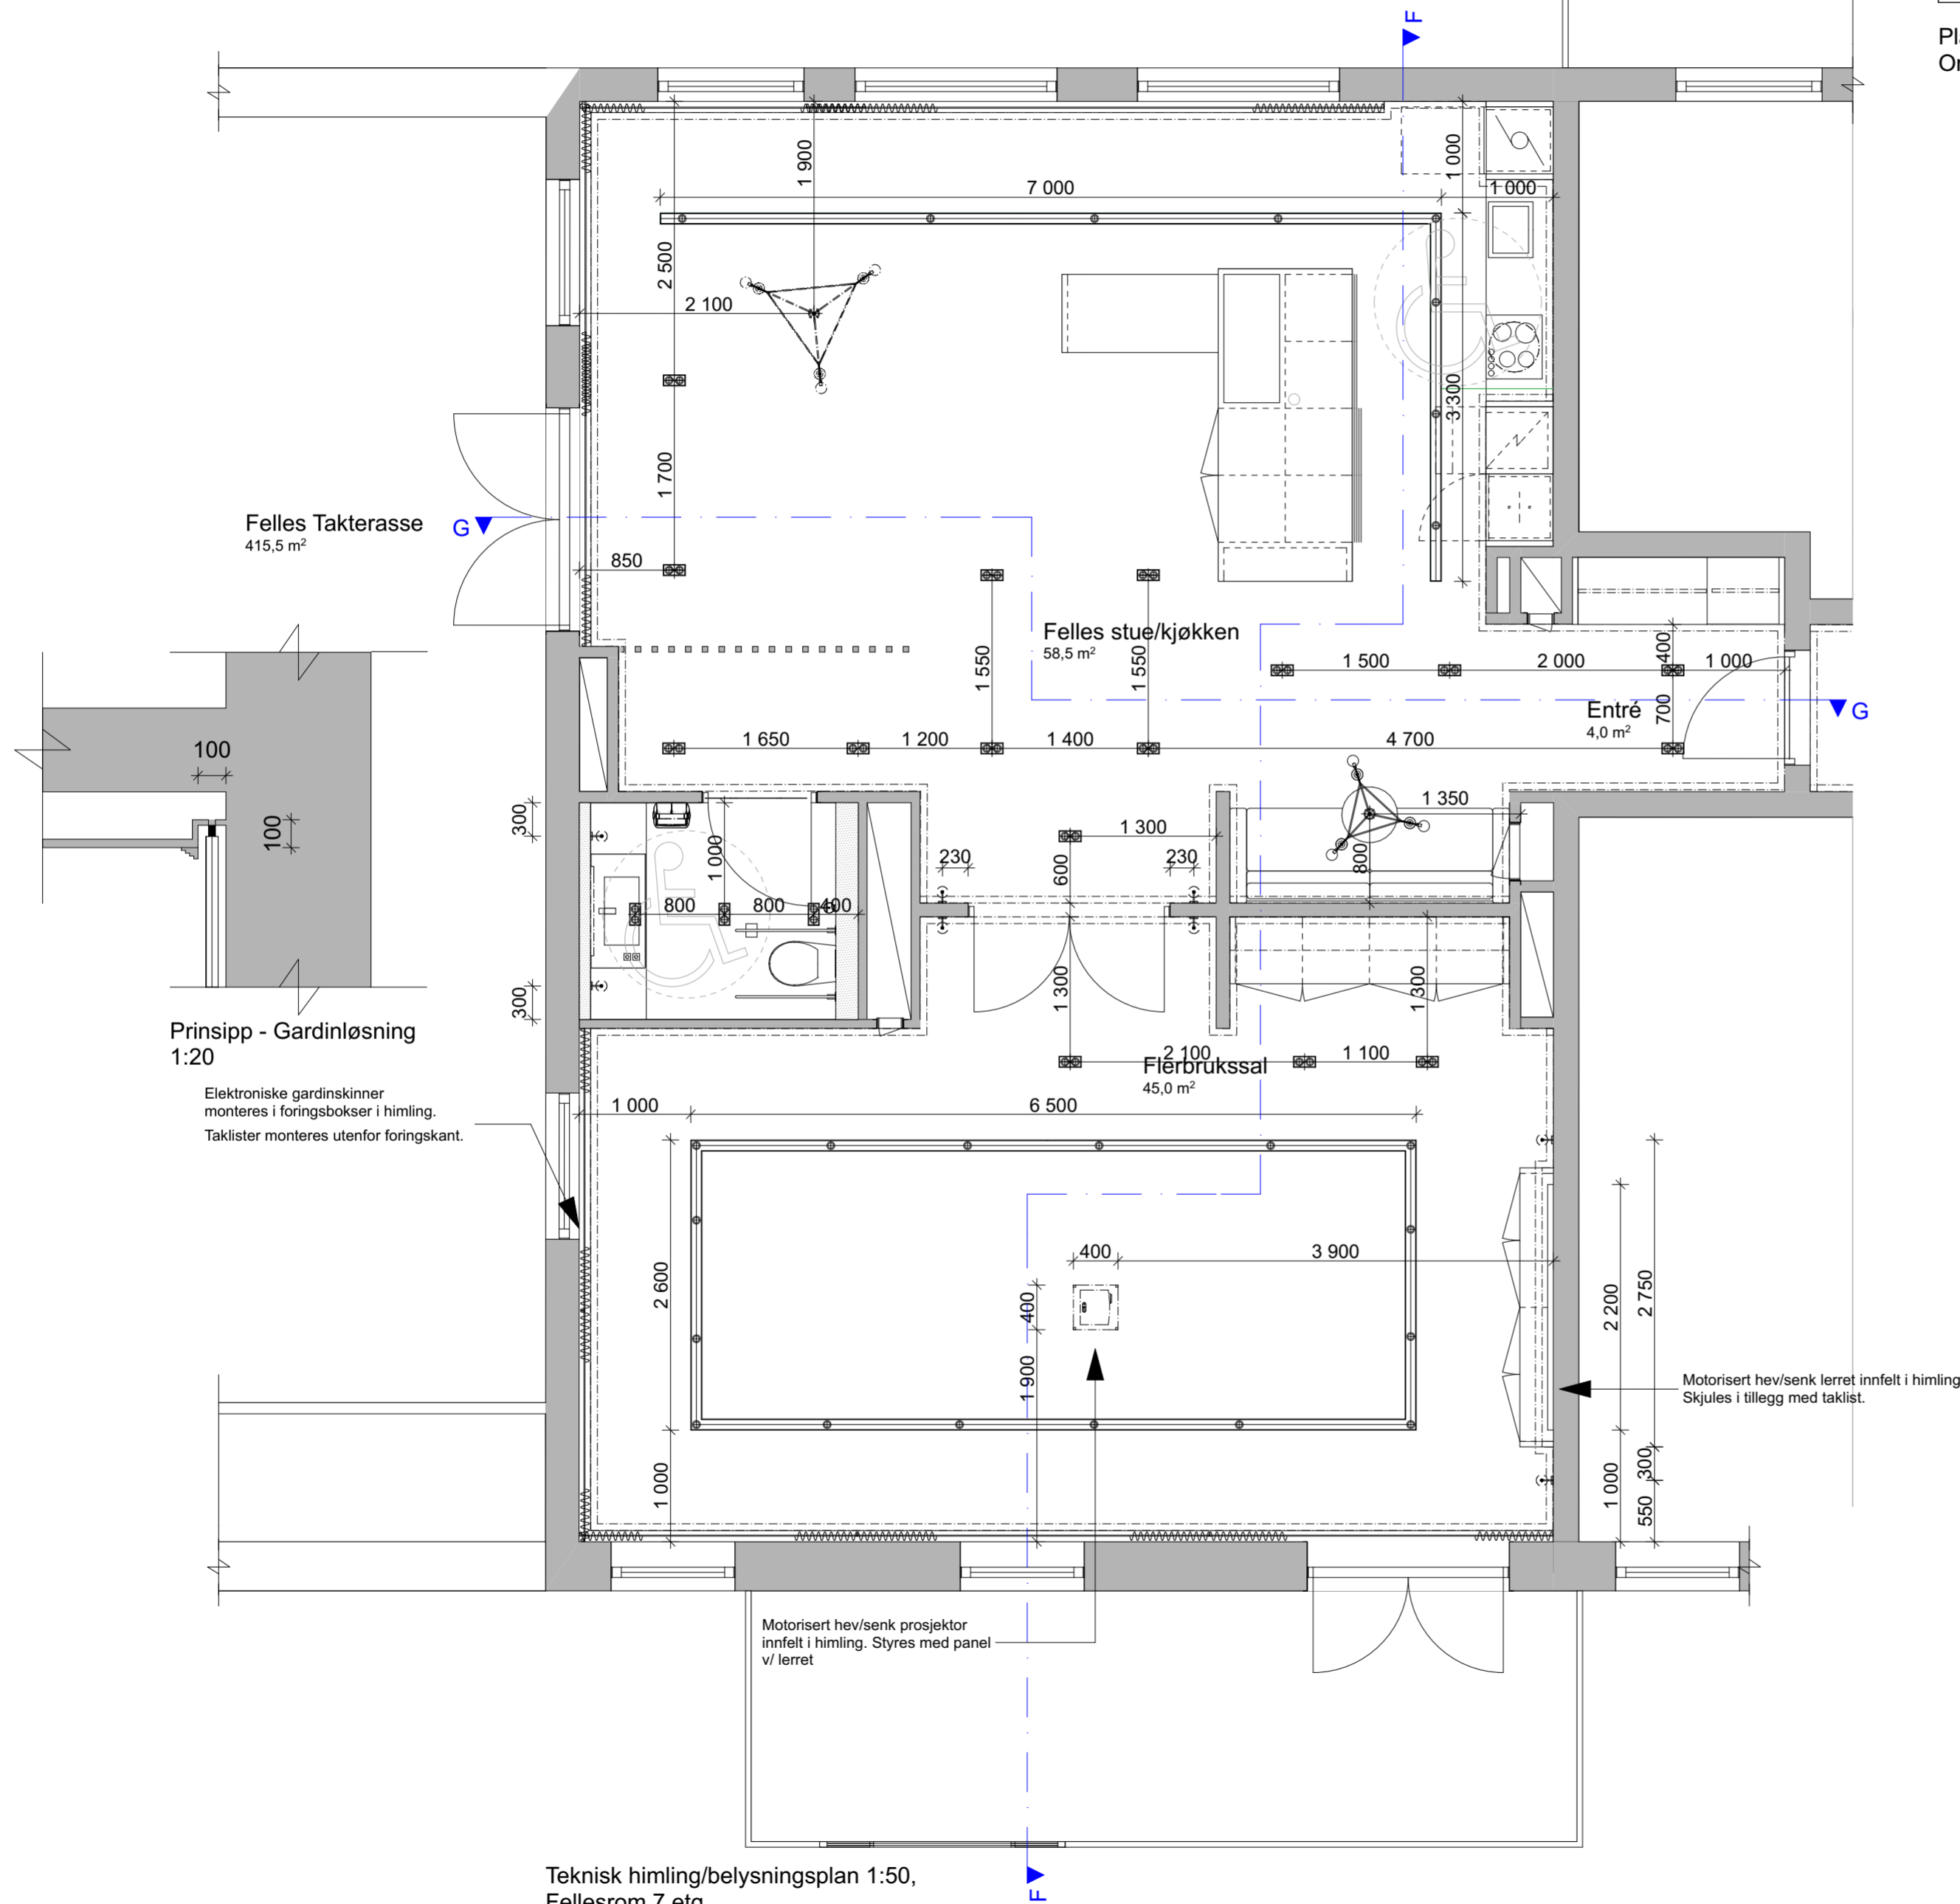 F
Pl
Or
1 900
1 000
7 000
1 000
2 500
2 100
3 300
1 700
Felles Takterasse
415,5 m²
G
850
Felles stue/kjøkken
58,5 m²
1 550
1 550
1 500
2 000
400
1 000
Entré
4,0 m²
700
G
1 650
1 200
1 400
4 700
100
100
300
1 000
1 300
1 350
230
600
230
800
800
800
400
300
1 300
1 300
Prinsipp - Gardinløsning
1:20
2 100
1 100
Flerbrukssal
45,0 m²
Elektroniske gardinskinner
monteres i foringsbokser i himling.
Taklister monteres utenfor foringskant.
1 000
6 500
2 600
400
3 900
400
1 900
2 200
2 750
Motorisert hev/senk lerret innfelt i himling
Skjules i tillegg med taklist.
1 000
1 000
300
550
Motorisert hev/senk prosjektor
innfelt i himling. Styres med panel
v/ lerret
Teknisk himling/belysningsplan 1:50,
Fellesrom 7.etg
F